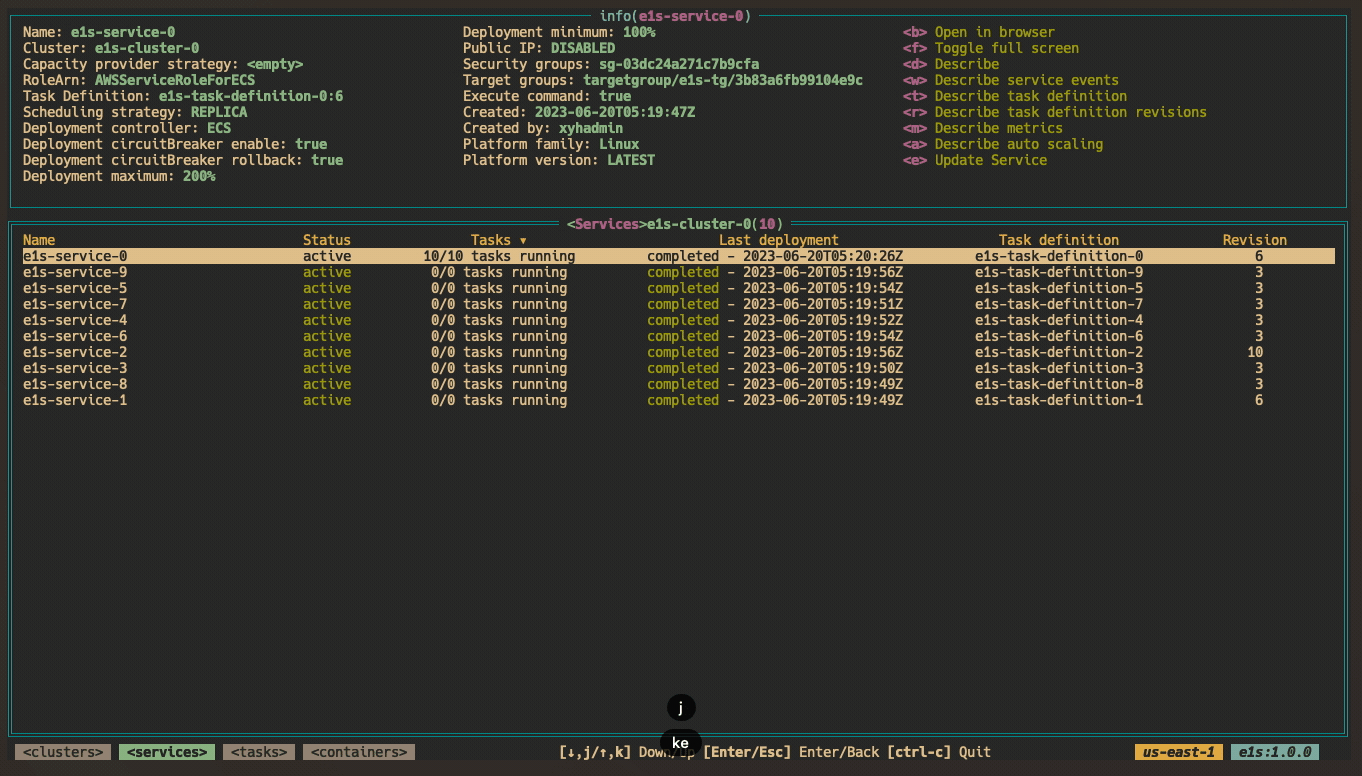 info(e1s-service-0)
Name: e1s-service-0
Cluster: e1s-cluster-0
Capacity provider strategy: <empty>
RoleArn: AWSServiceRoleForECS
Task Definition: e1s-task-definition-0:6
Scheduling strategy: REPLICA
Deployment controller: ECS
Deployment circuitBreaker enable: true
Deployment circuitBreaker rollback: true
Deployment maximum: 200%
Deployment minimum: 100%
Public IP: DISABLED
Security groups: sg-03dc24a271c7b9cfa
Target groups: targetgroup/e1s-tg/3b83a6fb99104e9c
Execute command: true
Created: 2023-06-20T05:19:47Z
Created by: xyhadmin
Platform family: Linux
Platform version: LATEST
<b> Open in browser
<f> Toggle full screen
<d> Describe
<w> Describe service events
<t> Describe task definition
<r> Describe task definition revisions
<m> Describe metrics
<a> Describe auto scaling
<e> Update Service
<Services>e1s-cluster-0(10)
Name Status Tasks ▾ Last deployment Task definition Revision
e1s-service-0 active 10/10 tasks running completed - 2023-06-20T05:20:26Z e1s-task-definition-0 6
e1s-service-9 active 0/0 tasks running completed - 2023-06-20T05:19:56Z e1s-task-definition-9 3
e1s-service-5 active 0/0 tasks running completed - 2023-06-20T05:19:54Z e1s-task-definition-5 3
e1s-service-7 active 0/0 tasks running completed - 2023-06-20T05:19:51Z e1s-task-definition-7 3
e1s-service-4 active 0/0 tasks running completed - 2023-06-20T05:19:52Z e1s-task-definition-4 3
e1s-service-6 active 0/0 tasks running completed - 2023-06-20T05:19:54Z e1s-task-definition-6 3
e1s-service-2 active 0/0 tasks running completed - 2023-06-20T05:19:56Z e1s-task-definition-2 10
e1s-service-3 active 0/0 tasks running completed - 2023-06-20T05:19:50Z e1s-task-definition-3 3
e1s-service-8 active 0/0 tasks running completed - 2023-06-20T05:19:49Z e1s-task-definition-8 3
e1s-service-1 active 0/0 tasks running completed - 2023-06-20T05:19:49Z e1s-task-definition-1 6
j
ke
<clusters> <services> <tasks> <containers> [↓,j/↑,k] Down/Up [Enter/Esc] Enter/Back [ctrl-c] Quit us-east-1 e1s:1.0.0